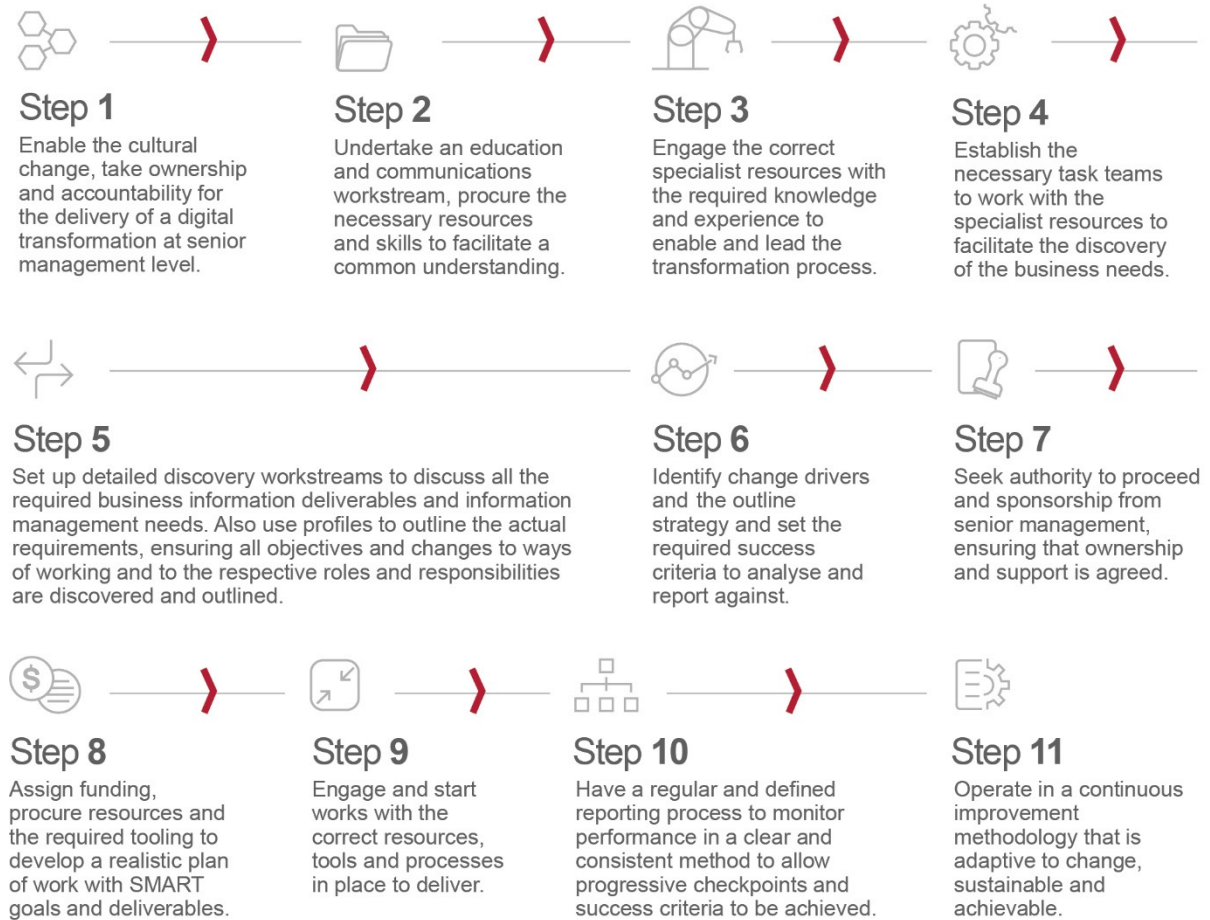 Step 1
Enable the cultural
change, take ownership
and accountability for
the delivery of a digital
transformation at senior
management level.
Step 2
Undertake an education
and communications
workstream, procure the
necessary resources
and skills to facilitate a
common understanding.
Step 3
Engage the correct
specialist resources with
the required knowledge
and experience to
enable and lead the
transformation process.
Step 4
Establish the
necessary task teams
to work with the
specialist resources to
facilitate the discovery
of the business needs.
Step 5
Set up detailed discovery workstreams to discuss all the
required business information deliverables and information
management needs. Also use profiles to outline the actual
requirements, ensuring all objectives and changes to ways
of working and to the respective roles and responsibilities
are discovered and outlined.
Step 6
Identify change drivers
and the outline
strategy and set the
required success
criteria to analyse and
report against.
Step 7
Seek authority to proceed
and sponsorship from
senior management,
ensuring that ownership
and support is agreed.
$
Step 8
Assign funding,
procure resources and
the required tooling to
develop a realistic plan
of work with SMART
goals and deliverables.
Step 9
Engage and start
works with the
correct resources,
tools and processes
in place to deliver.
Step 10
Have a regular and defined
reporting process to monitor
performance in a clear and
consistent method to allow
progressive checkpoints and
success criteria to be achieved.
Step 11
Operate in a continuous
improvement
methodology that is
adaptive to change,
sustainable and
achievable.